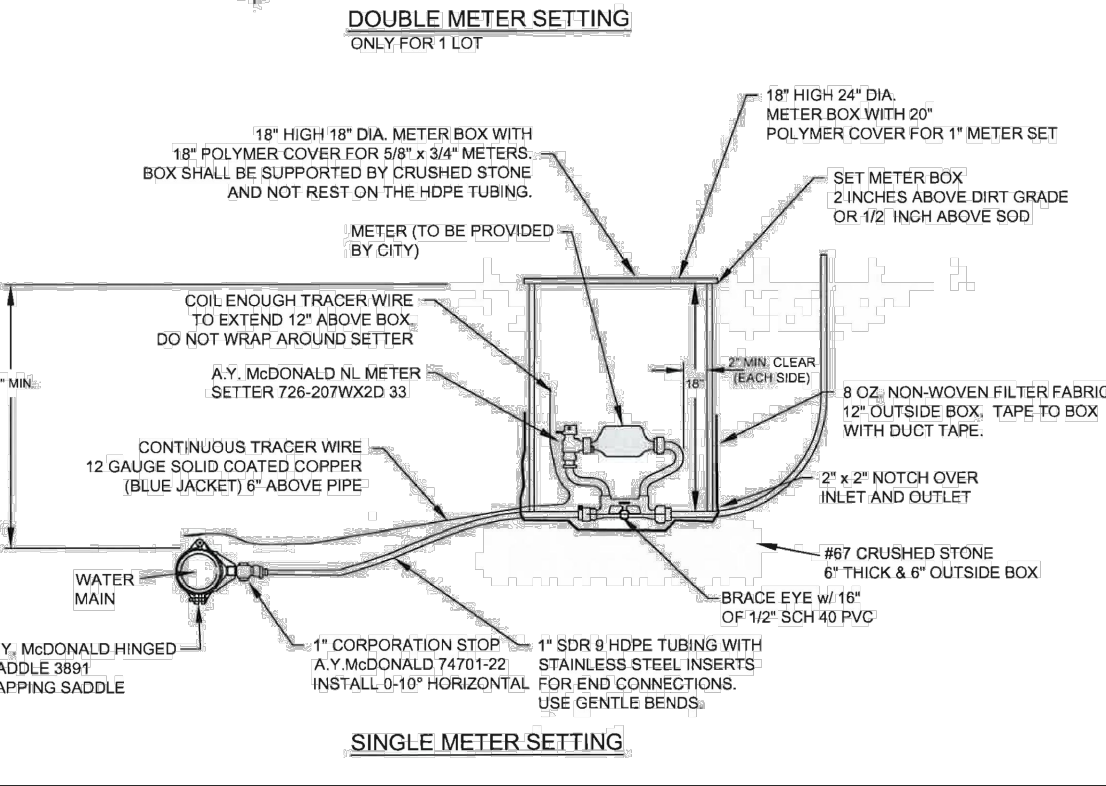 DOUBLE METER SETTING
ONLY FOR 1 LOT
18" HIGH 24" DIA.
METER BOX WITH 20"
POLYMER COVER FOR 1" METER SET
18" HIGH 18" DIA. METER BOX WITH
18" POLYMER COVER FOR 5/8" x 3/4" METERS.
BOX SHALL BE SUPPORTED BY CRUSHED STONE
AND NOT REST ON THE HDPE TUBING.
SET METER BOX
2 INCHES ABOVE DIRT GRADE
OR 1/2 INCH ABOVE SOD
METER (TO BE PROVIDED
BY CITY)
COIL ENOUGH TRACER WIRE
TO EXTEND 12" ABOVE BOX
DO NOT WRAP AROUND SETTER
A.Y. McDONALD NL METER
SETTER 726-207WX2D 33
" MIN.
2" MIN. CLEAR
(EACH SIDE)
18"
8 OZ. NON-WOVEN FILTER FABRIC
12" OUTSIDE BOX. TAPE TO BOX
WITH DUCT TAPE.
CONTINUOUS TRACER WIRE
12 GAUGE SOLID COATED COPPER
(BLUE JACKET) 6" ABOVE PIPE
2" x 2" NOTCH OVER
INLET AND OUTLET
#67 CRUSHED STONE
6" THICK & 6" OUTSIDE BOX
WATER
MAIN
BRACE EYE w/ 16"
OF 1/2" SCH 40 PVC
Y. McDONALD HINGED
ADDLE 3891
APPING SADDLE
1" CORPORATION STOP
A.Y.McDONALD 74701-22
INSTALL 0-10° HORIZONTAL
1" SDR 9 HDPE TUBING WITH
STAINLESS STEEL INSERTS
FOR END CONNECTIONS.
USE GENTLE BENDS.
SINGLE METER SETTING